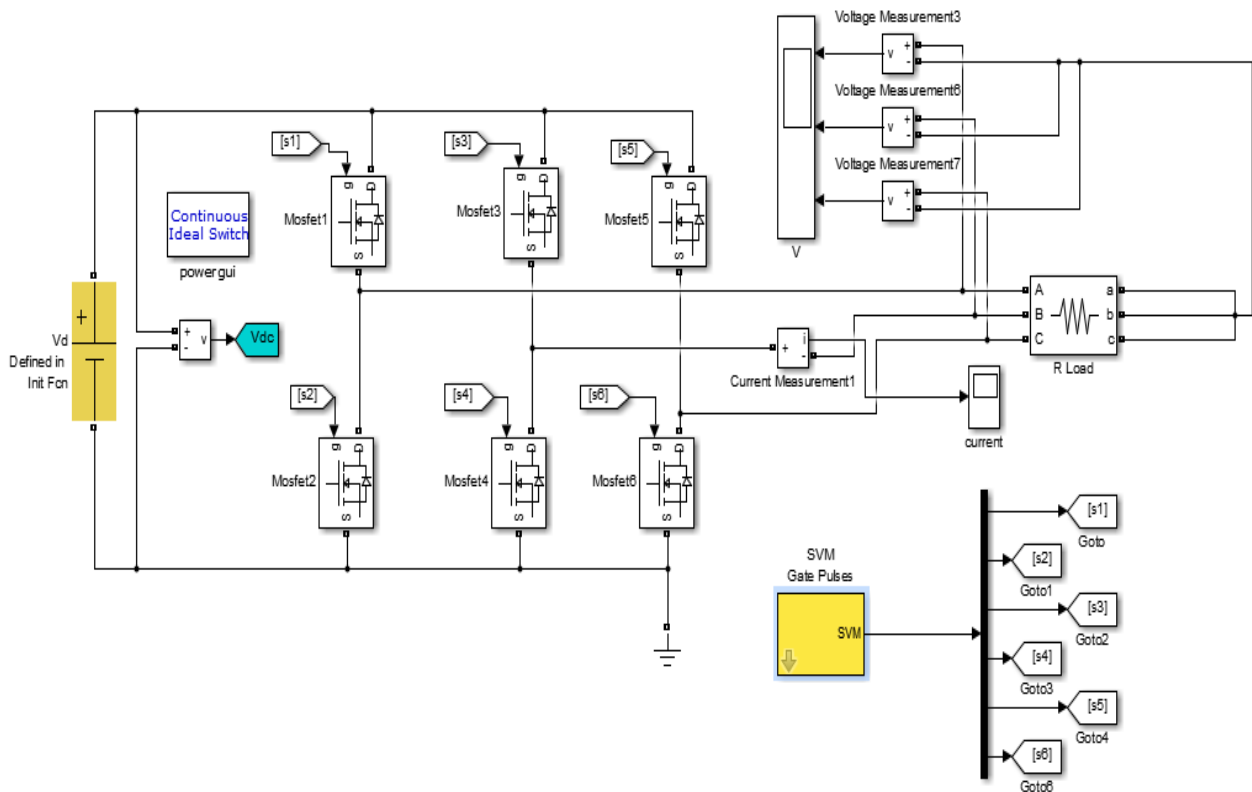 Voltage Measurement3
v
+
-
Voltage Measurement6
v
+
-
Voltage Measurement7
v
+
-
V
[s1]
[s3]
[s5]
g
D
S
Mosfet1
g
D
S
Mosfet3
g
D
S
Mosfet5
Continuous
Ideal Switch
powergui
+
Vd
Defined in
Init Fcn
+
-
v
Vdc
A
B
C
a
b
c
R Load
+
i
-
Current Measurement1
current
[s2]
[s4]
[s6]
g
D
S
Mosfet2
g
D
S
Mosfet4
g
D
S
Mosfet6
SVM
Gate Pulses
SVM
[s1]
Goto
[s2]
Goto1
[s3]
Goto2
[s4]
Goto3
[s5]
Goto4
[s6]
Goto6